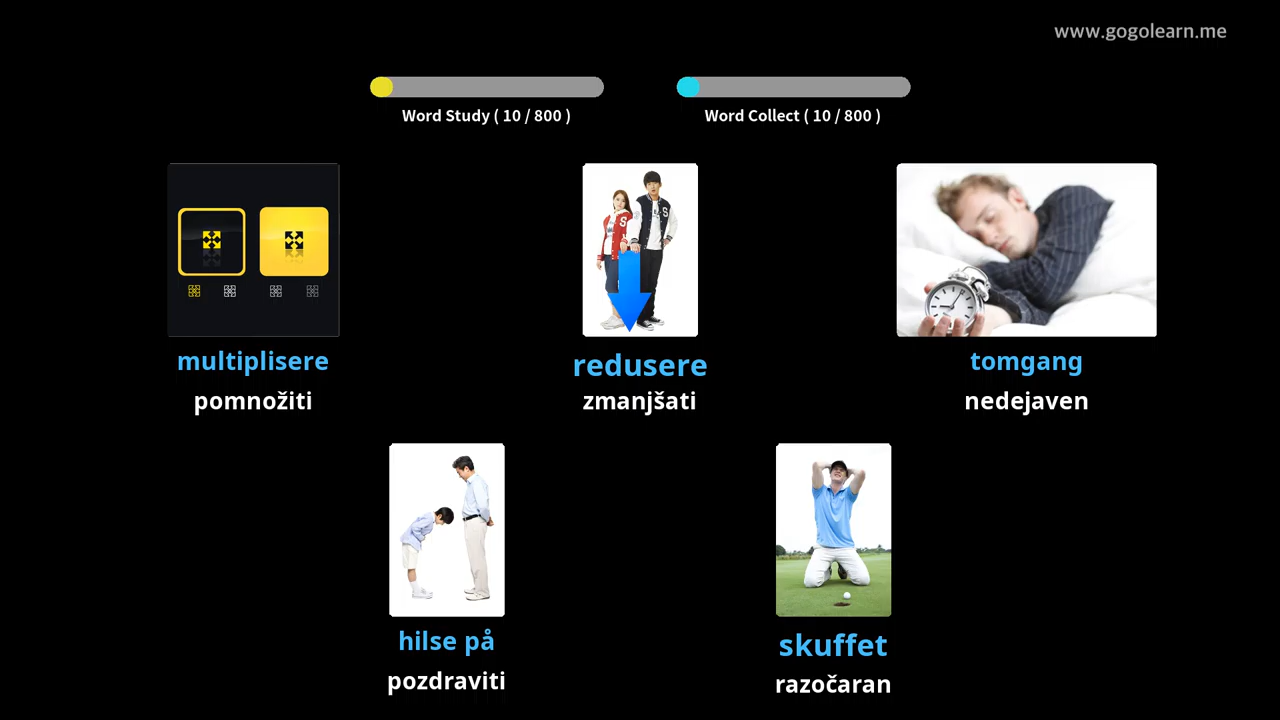 www.gogolearn.me
Word Study ( 10 / 800 )
Word Collect ( 10 / 800 )
multiplisere
redusere
tomgang
pomnožiti
zmanjšati
nedejaven
hilse på
skuffet
pozdraviti
razočaran